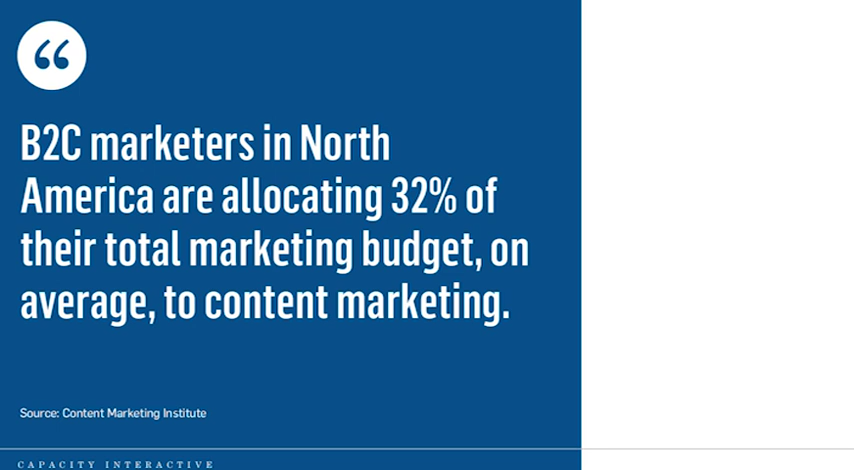 “
B2C marketers in North
America are allocating 32% of
their total marketing budget, on
average, to content marketing.
Source: Content Marketing Institute
CAPACITY INTERACTIVE